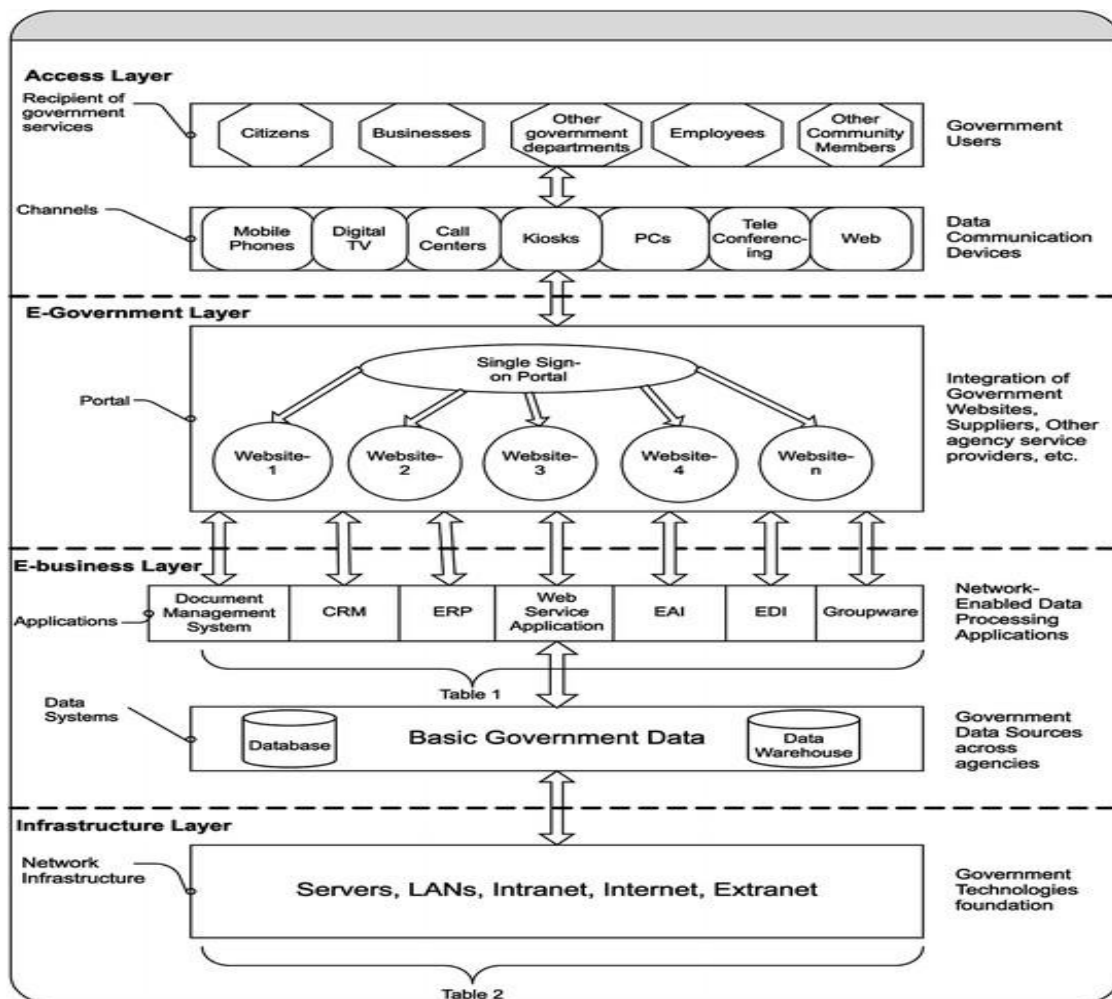 Access Layer
Recipient of
government
services
Citizens
Businesses
Other
government
departments
Employees
Other
Community
Members
Government
Users
Channels
Mobile
Phones
Digital
TV
Call
Centers
Kiosks
PCs
Tele
Conferenc-
ing
Web
Data
Communication
Devices
E-Government Layer
Portal
Single Sign-
on Portal
Website-
1
Website-
2
Website-
3
Website-
4
Website-
n
Integration of
Government
Websites,
Suppliers, Other
agency service
providers, etc.
E-business Layer
Applications
Document
Management
System
CRM
ERP
Web
Service
Application
EAI
EDI
Groupware
Network-
Enabled Data
Processing
Applications
Table 1
Data
Systems
Database
Basic Government Data
Data
Warehouse
Government
Data Sources
across
agencies
Infrastructure Layer
Network
Infrastructure
Servers, LANs, Intranet, Internet, Extranet
Government
Technologies
foundation
Table 2